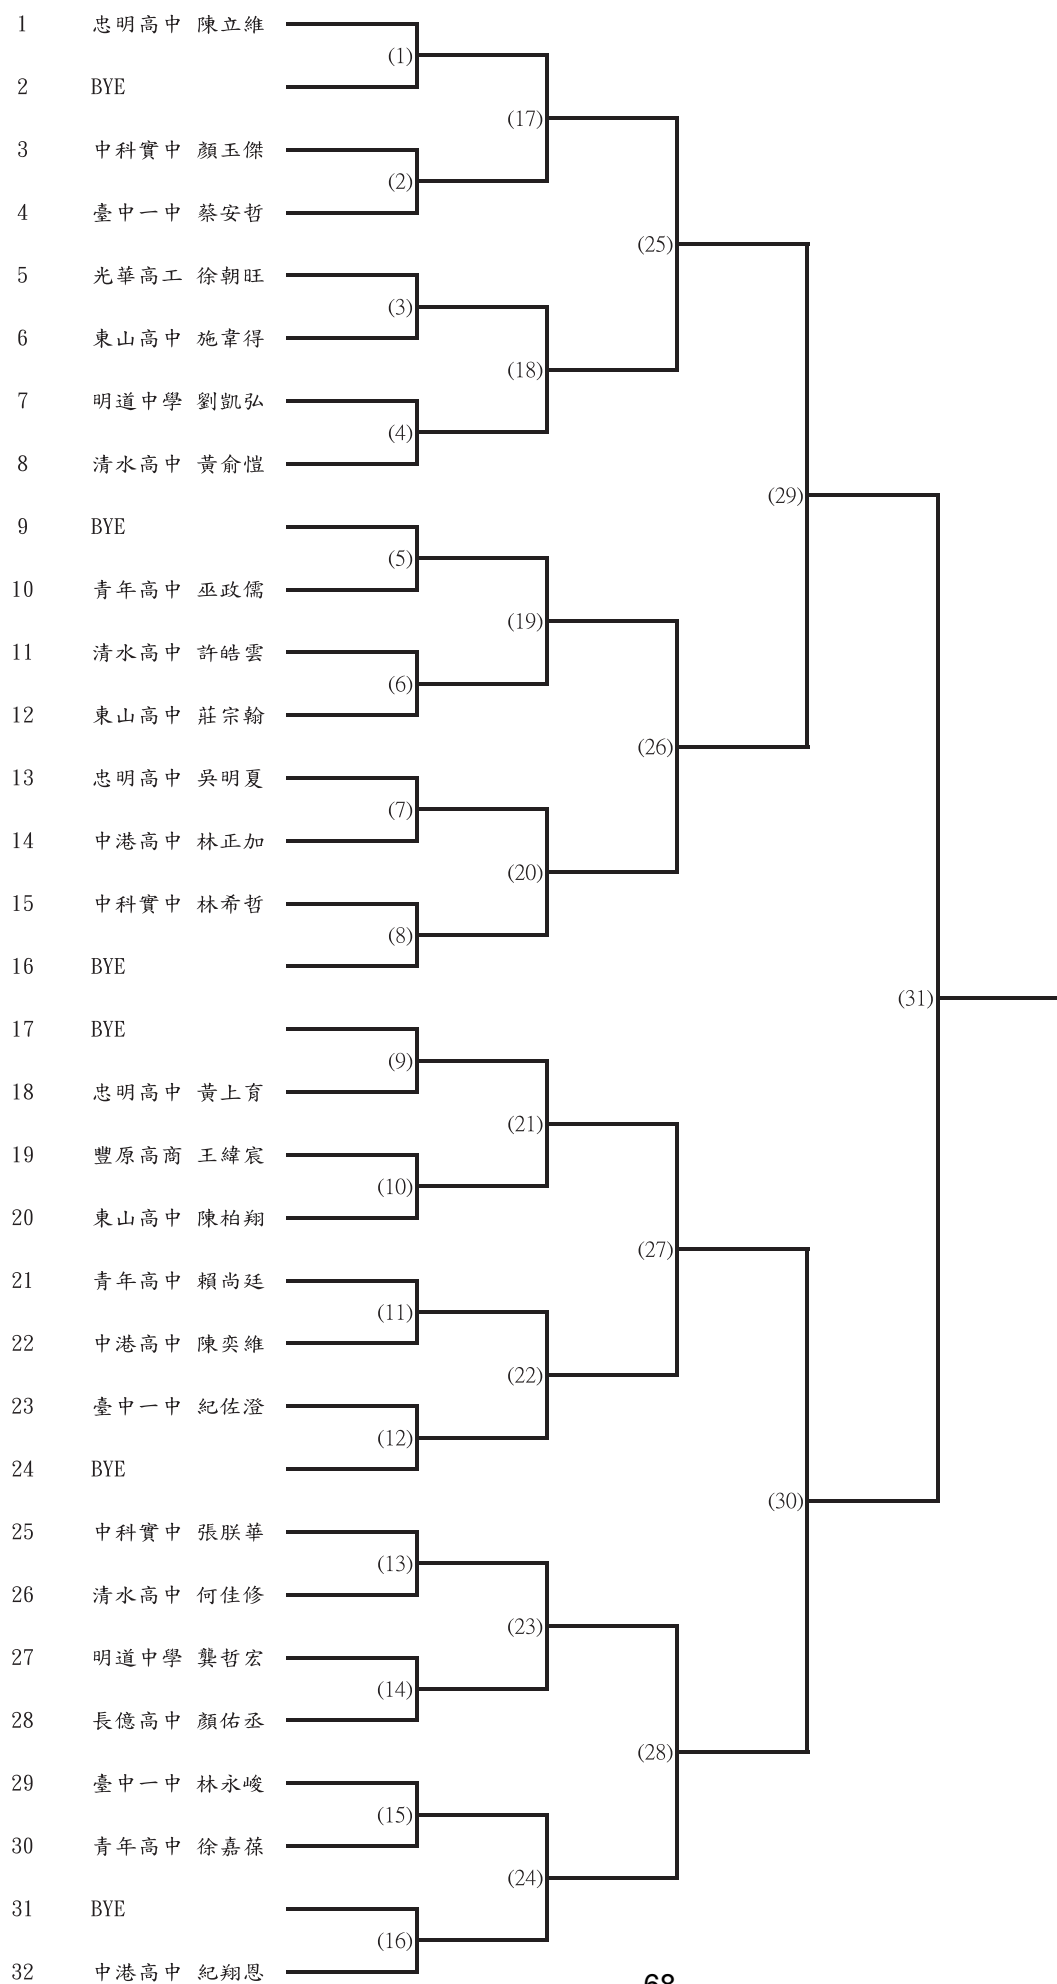 1 忠明高中 陳立維
(1)
2 BYE
(17)
3 中科實中 顏玉傑
(2)
4 臺中一中 蔡安哲
(25)
5 光華高工 徐朝旺
(3)
6 東山高中 施韋得
(18)
7 明道中學 劉凱弘
(4)
8 清水高中 黃俞愷
(29)
9 BYE
(5)
10 青年高中 巫政儒
(19)
11 清水高中 許皓雲
(6)
12 東山高中 莊宗翰
(26)
13 忠明高中 吳明夏
(7)
14 中港高中 林正加
(20)
15 中科實中 林希哲
(8)
16 BYE
(31)
17 BYE
(9)
18 忠明高中 黃上育
(21)
19 豐原高商 王緯宸
(10)
20 東山高中 陳柏翔
(27)
21 青年高中 賴尚廷
(11)
22 中港高中 陳奕維
(22)
23 臺中一中 紀佐澄
(12)
24 BYE
(30)
25 中科實中 張朕華
(13)
26 清水高中 何佳修
(23)
27 明道中學 龔哲宏
(14)
28 長億高中 顏佑丞
(28)
29 臺中一中 林永峻
(15)
30 青年高中 徐嘉葆
(24)
31 BYE
(16)
32 中港高中 紀翔恩
68